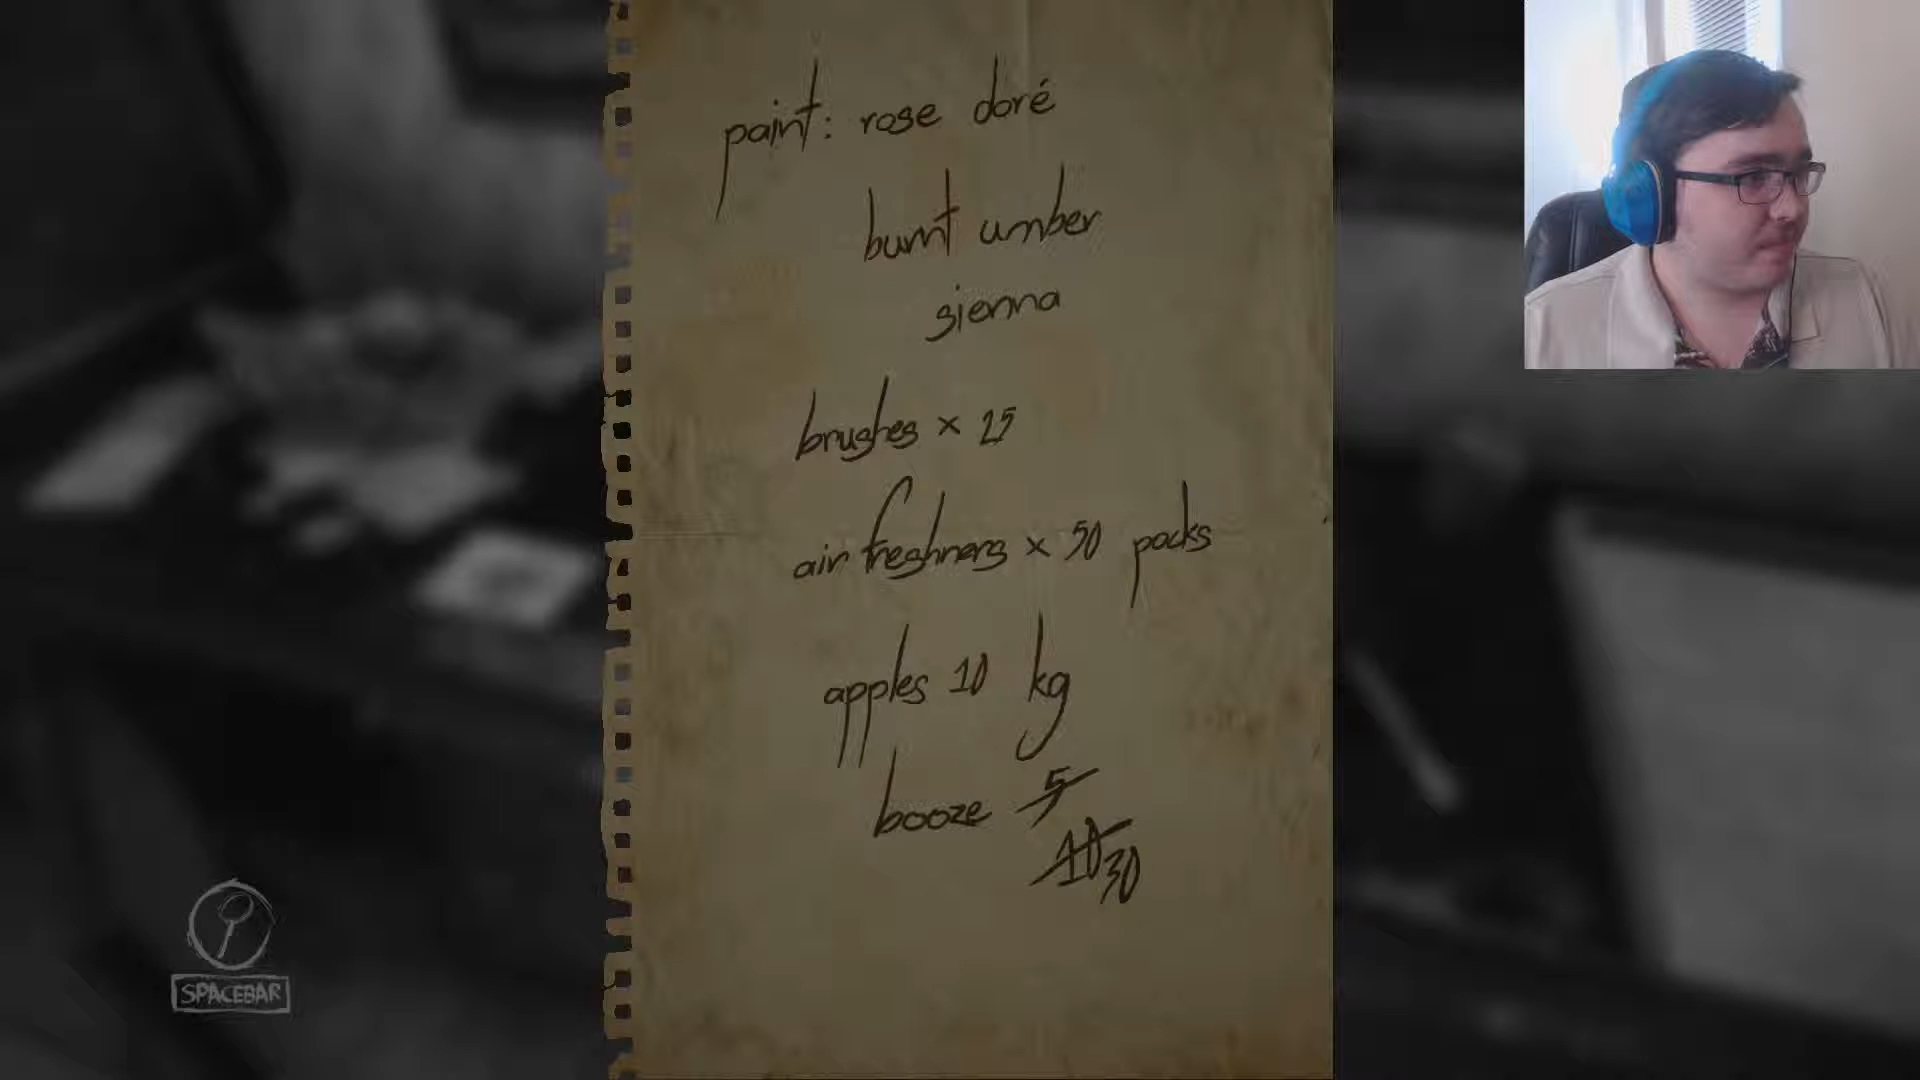 paint: rose doré
burnt umber
sienna
brushes × 25
air freshners × 50 packs
apples 10 kg
booze 5
10 30
SPACEBAR